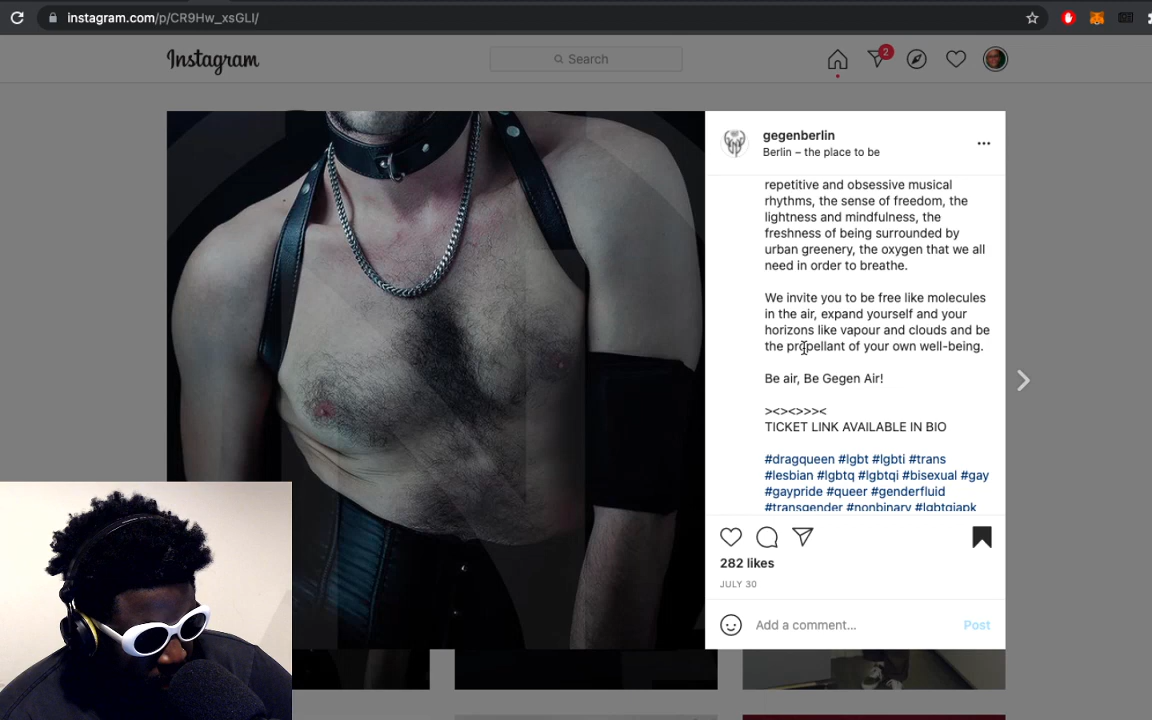 instagram.com/p/CR9Hw_xsGLI/
Instagram
Search
2
gegenberlin
Berlin – the place to be
repetitive and obsessive musical
rhythms, the sense of freedom, the
lightness and mindfulness, the
freshness of being surrounded by
urban greenery, the oxygen that we all
need in order to breathe.
We invite you to be free like molecules
in the air, expand yourself and your
horizons like vapour and clouds and be
the propellant of your own well-being.
Be air, Be Gegen Air!
><><>>><
TICKET LINK AVAILABLE IN BIO
#dragqueen #lgbt #lgbti #trans
#lesbian #lgbtq #lgbtqi #bisexual #gay
#gaypride #queer #genderfluid
#transgender #nonbinary #lgbtqiapk
282 likes
JULY 30
Add a comment...
Post